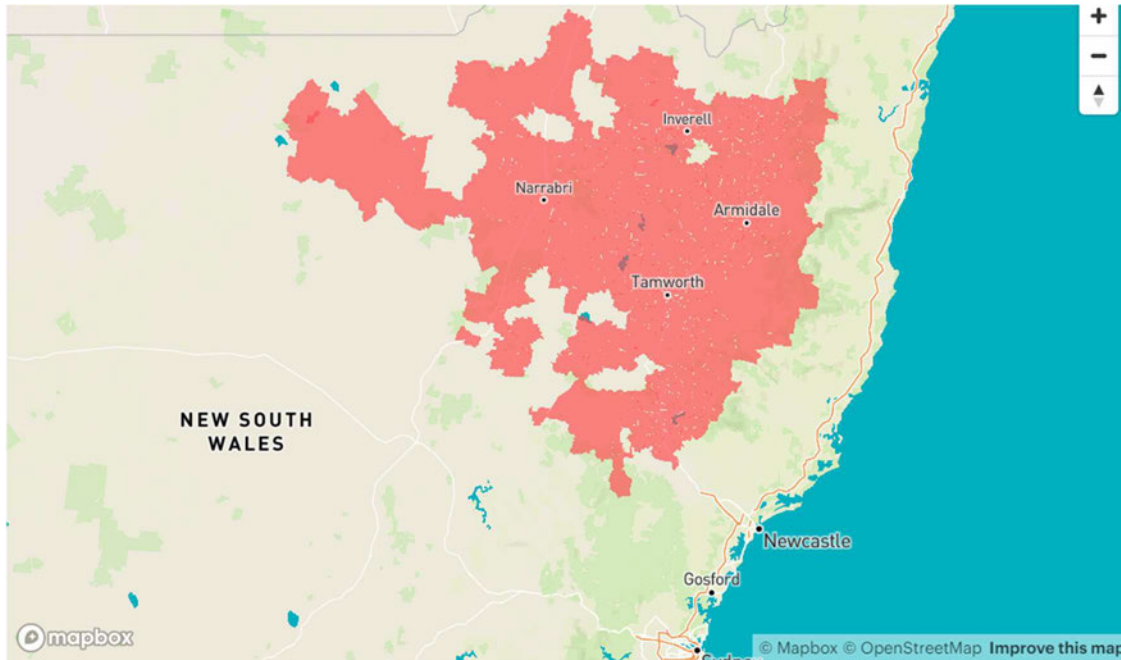 +
−
Inverell
Narrabri
Armidale
Tamworth
NEW SOUTH
WALES
Newcastle
Gosford
mapbox
© Mapbox © OpenStreetMap Improve this map